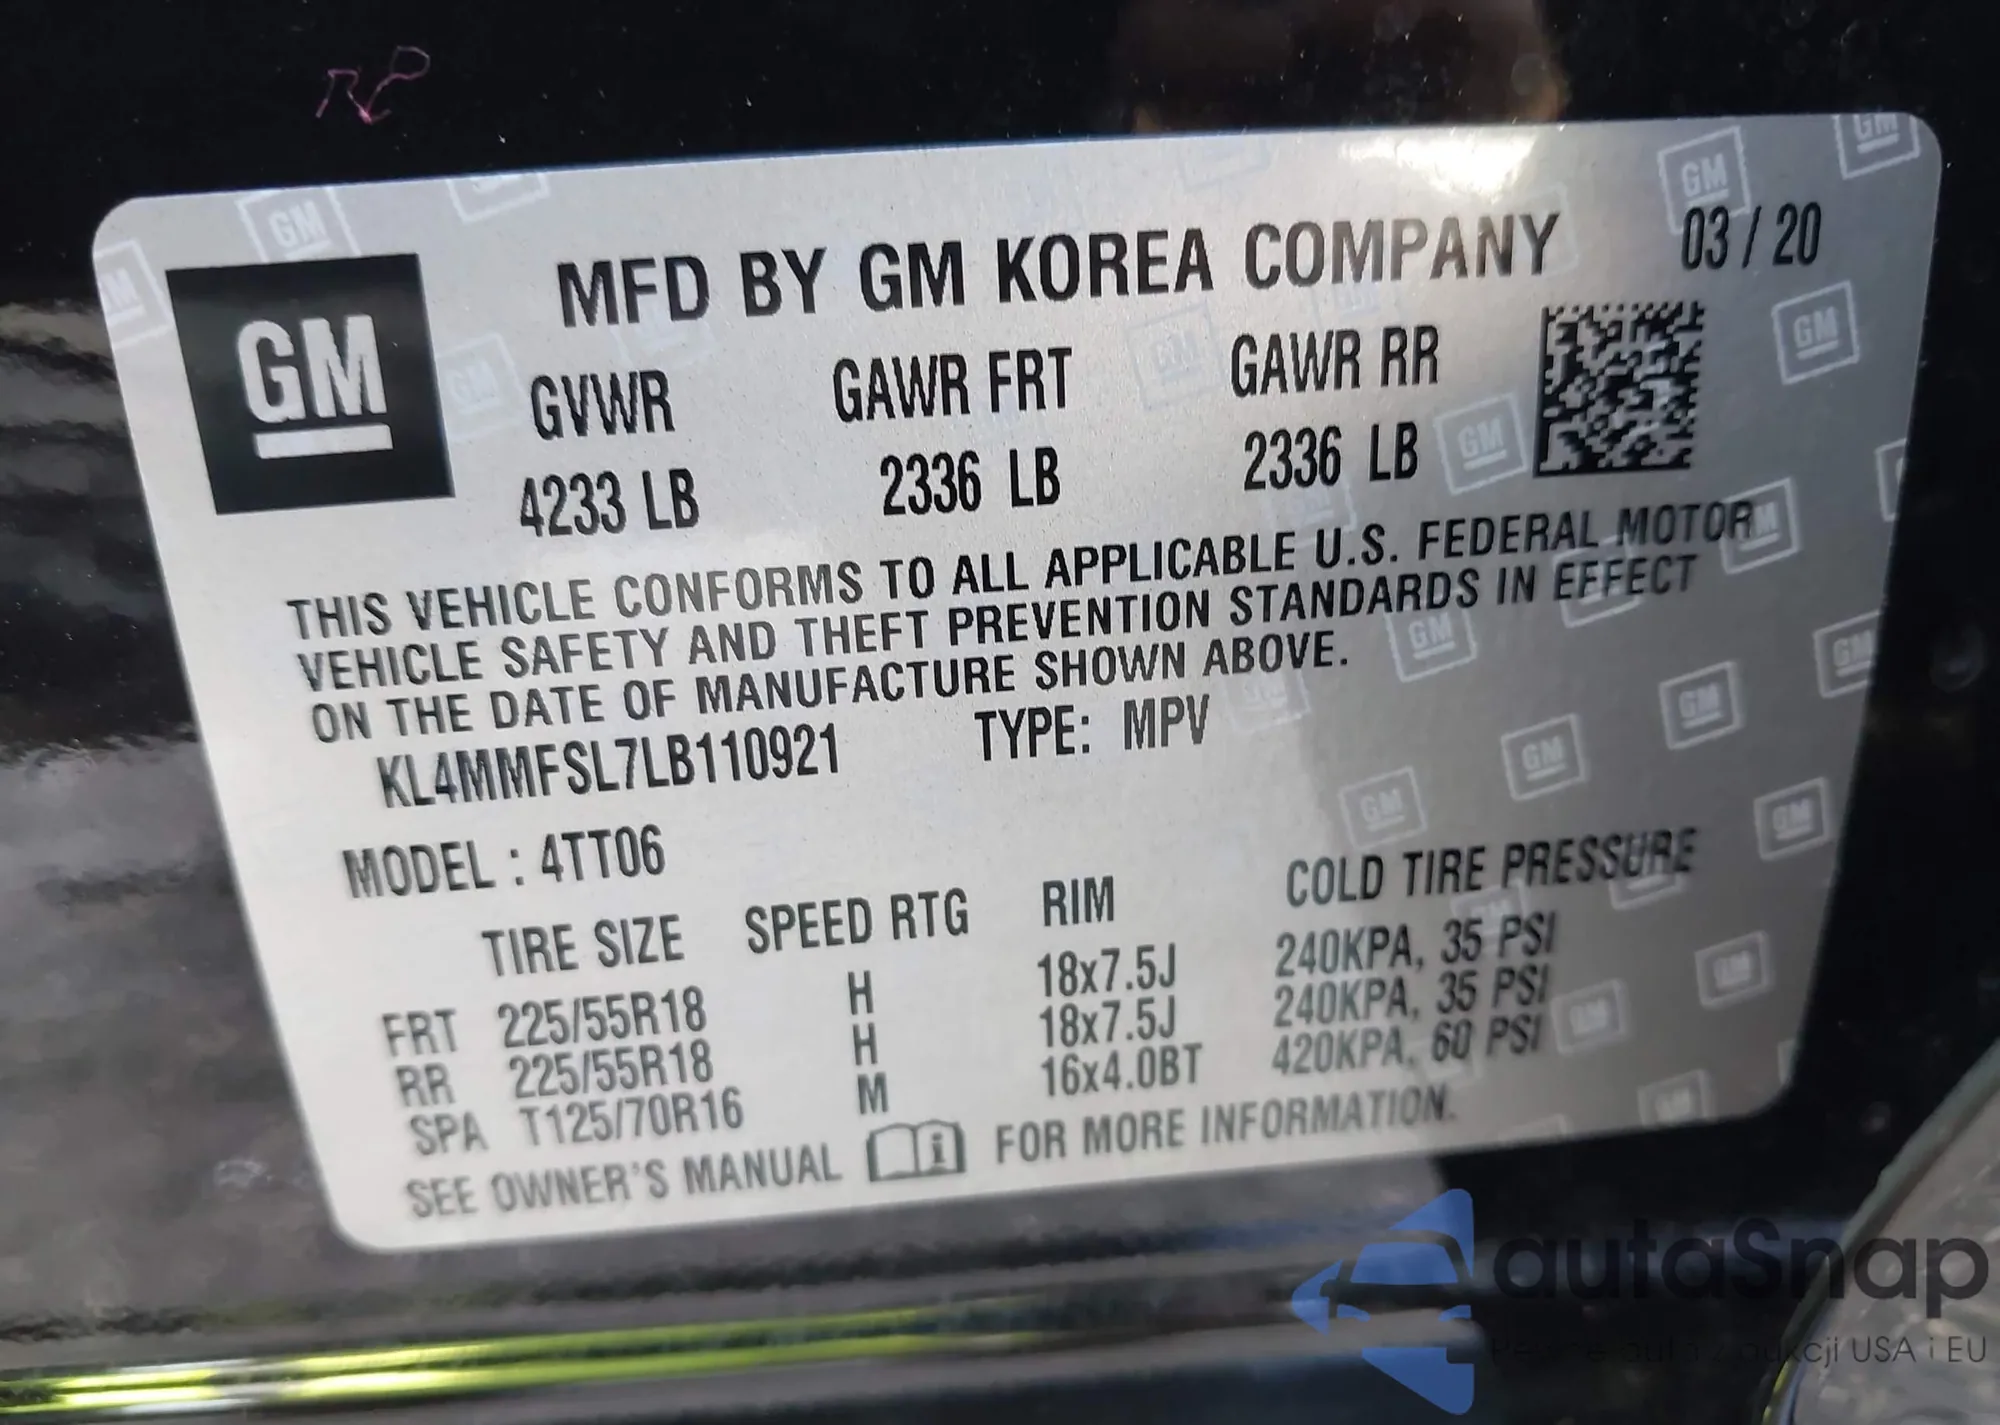 GM
MFD BY GM KOREA COMPANY 03 / 20
GVWR GAWR FRT GAWR RR
4233 LB 2336 LB 2336 LB
THIS VEHICLE CONFORMS TO ALL APPLICABLE U.S. FEDERAL MOTOR
VEHICLE SAFETY AND THEFT PREVENTION STANDARDS IN EFFECT
ON THE DATE OF MANUFACTURE SHOWN ABOVE.
KL4MMFSL7LB110921 TYPE: MPV
MODEL : 4TT06
TIRE SIZE SPEED RTG RIM COLD TIRE PRESSURE
FRT 225/55R18 H 18x7.5J 240KPA, 35 PSI
RR 225/55R18 H 18x7.5J 240KPA, 35 PSI
SPA T125/70R16 M 16x4.0BT 420KPA, 60 PSI
SEE OWNER'S MANUAL i FOR MORE INFORMATION.
autaSnap
USA i EU